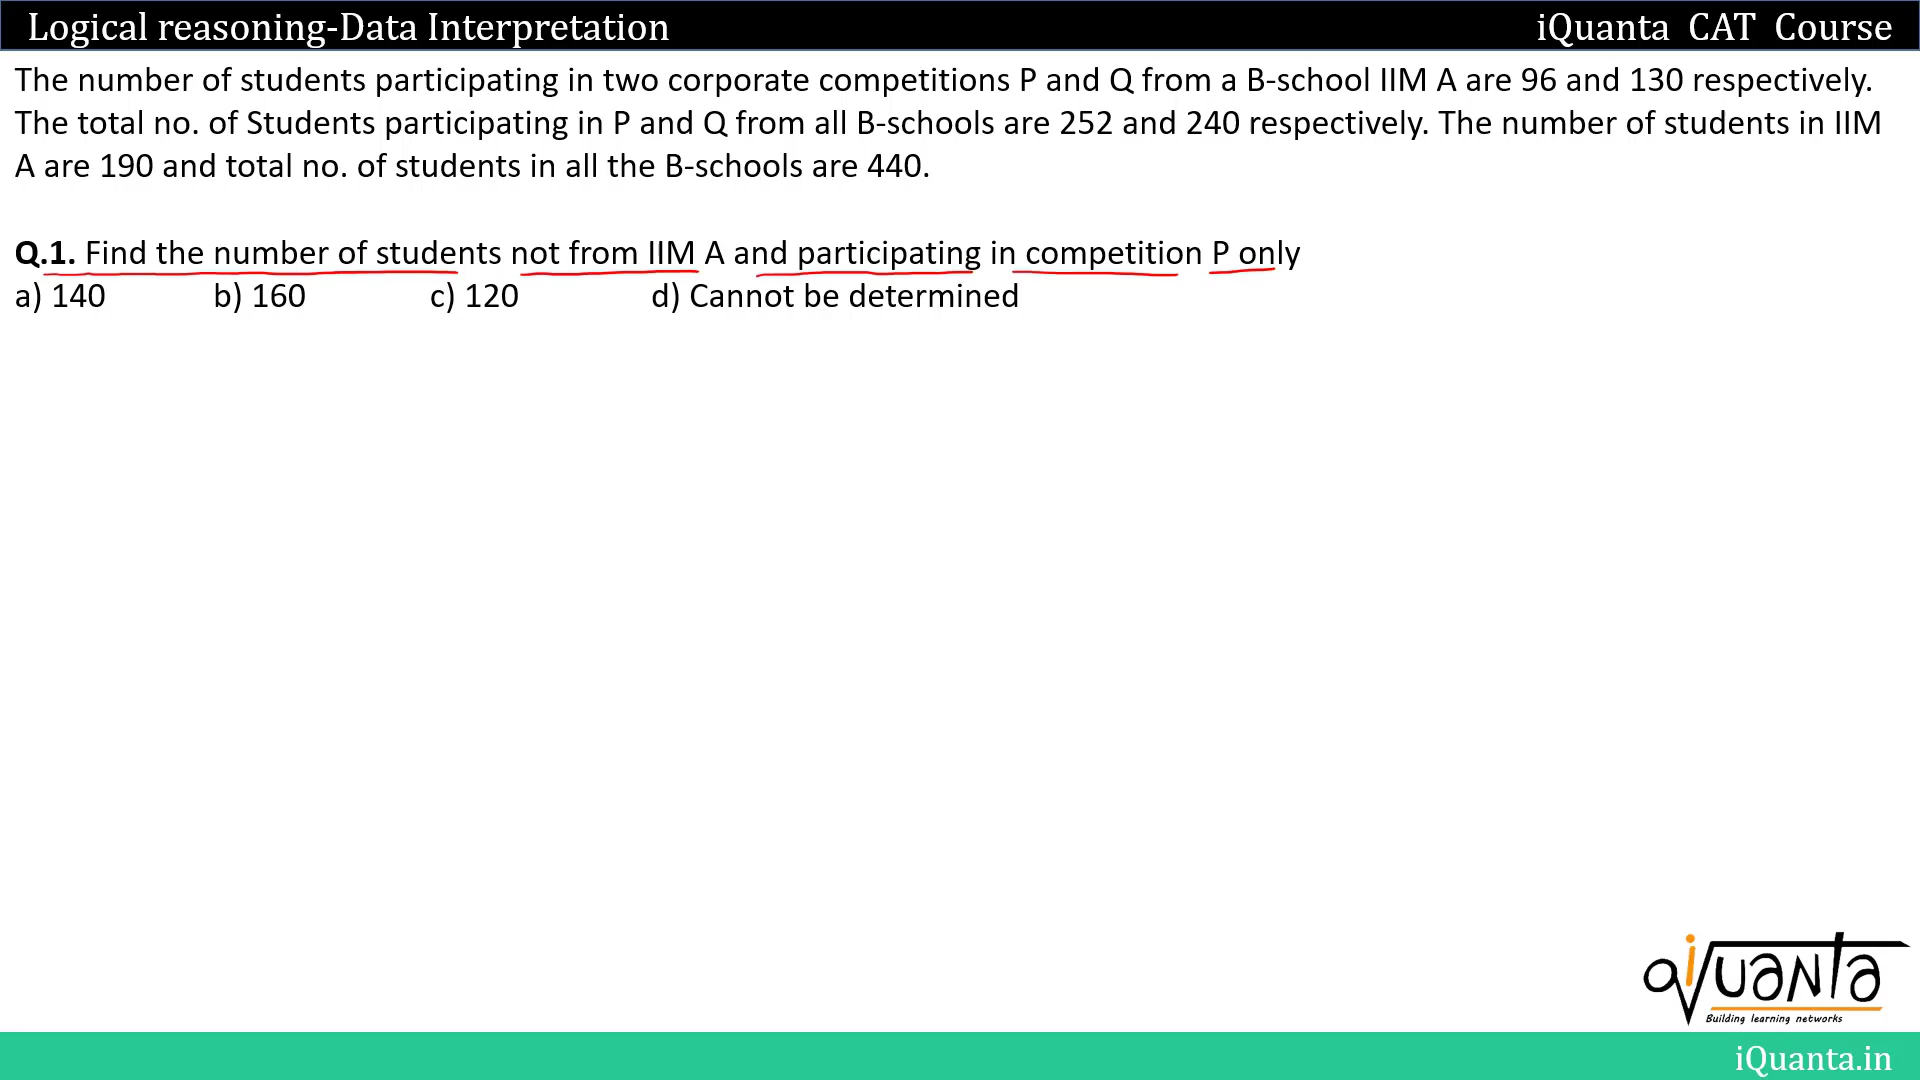 Logical reasoning-Data Interpretation
iQuanta CAT Course
The number of students participating in two corporate competitions P and Q from a B-school IIM A are 96 and 130 respectively.
The total no. of Students participating in P and Q from all B-schools are 252 and 240 respectively. The number of students in IIM
A are 190 and total no. of students in all the B-schools are 440.
Q.1. Find the number of students not from IIM A and participating in competition P only
a) 140 b) 160 c) 120 d) Cannot be determined
iQuanta
Building learning networks
iQuanta.in